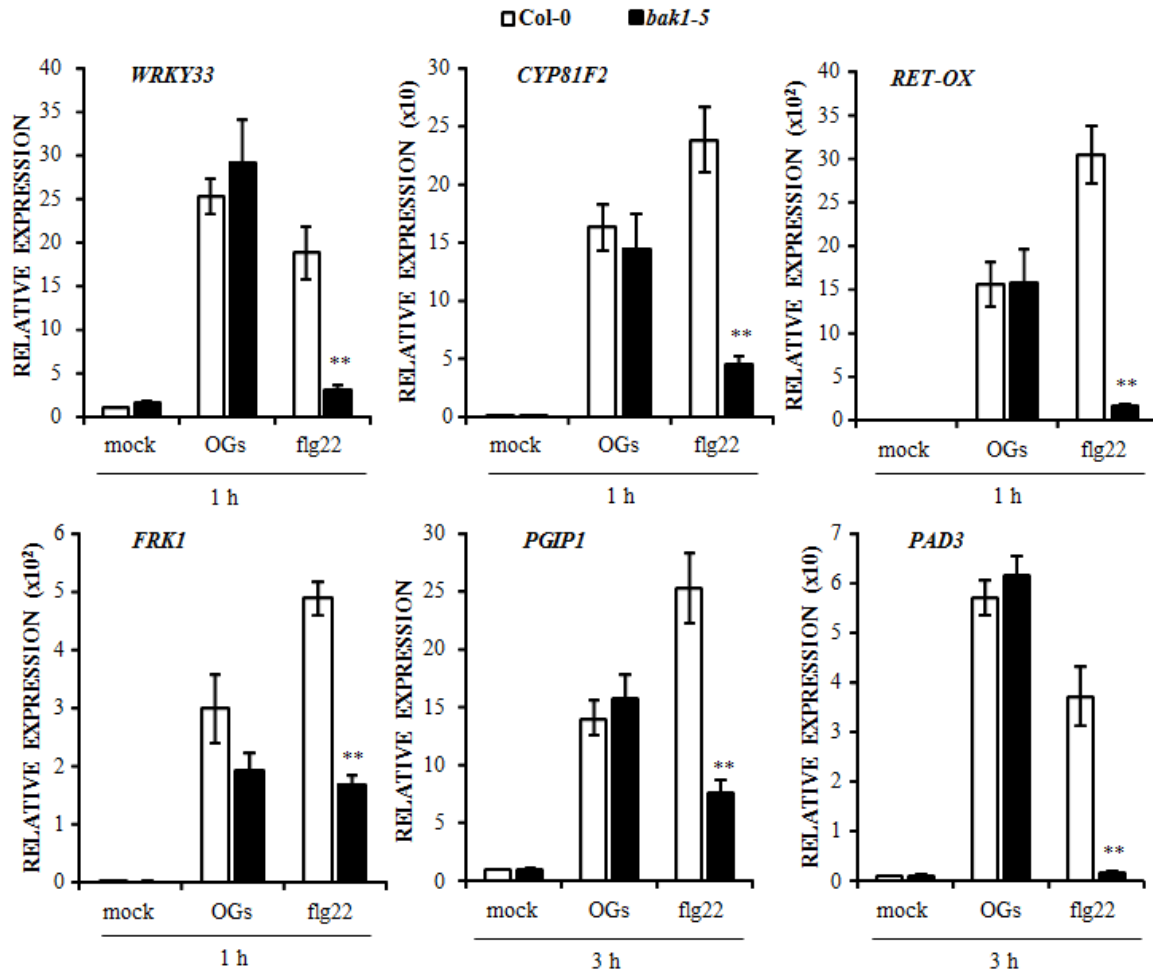 Col-0 bak1-5
WRKY33
RELATIVE EXPRESSION
40
35
30
25
20
15
10
5
0
**
mock OGs flg22
1 h
CYP81F2
RELATIVE EXPRESSION (x10)
30
25
20
15
10
5
0
**
mock OGs flg22
1 h
RET-OX
RELATIVE EXPRESSION (x10²)
40
35
30
25
20
15
10
5
0
**
mock OGs flg22
1 h
FRK1
RELATIVE EXPRESSION (x10²)
6
5
4
3
2
1
0
**
mock OGs flg22
1 h
PGIP1
RELATIVE EXPRESSION
30
25
20
15
10
5
0
**
mock OGs flg22
3 h
PAD3
RELATIVE EXPRESSION (x10)
7
6
5
4
3
2
1
0
**
mock OGs flg22
3 h